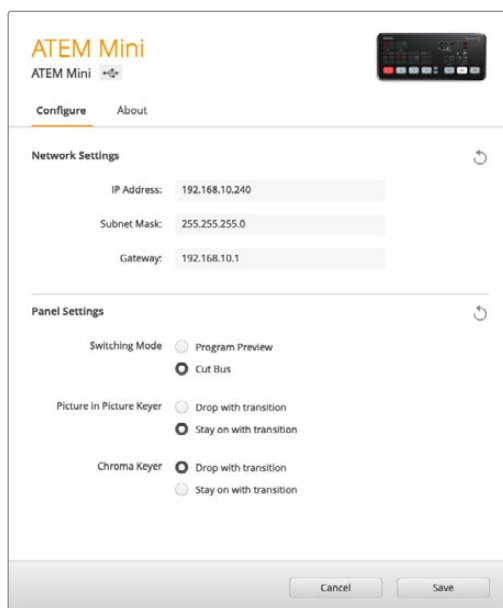 ATEM Mini
ATEM Mini
Configure About
Network Settings
IP Address: 192.168.10.240
Subnet Mask: 255.255.255.0
Gateway: 192.168.10.1
Panel Settings
Switching Mode Program Preview
Cut Bus
Picture in Picture Keyer Drop with transition
Stay on with transition
Chroma Keyer Drop with transition
Stay on with transition
Cancel Save